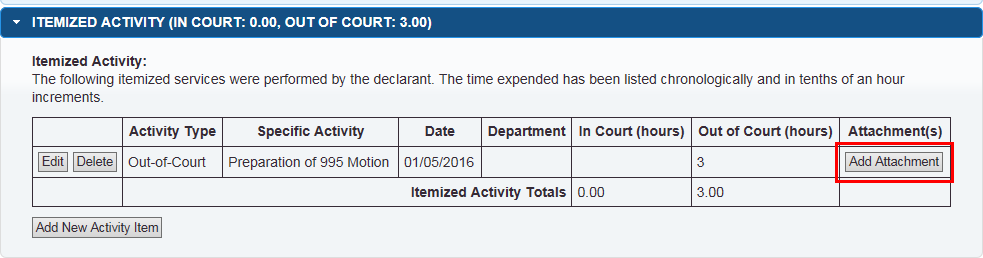 ITEMIZED ACTIVITY (IN COURT: 0.00, OUT OF COURT: 3.00)
Itemized Activity:
The following itemized services were performed by the declarant. The time expended has been listed chronologically and in tenths of an hour
increments.
Activity Type Specific Activity Date Department In Court (hours) Out of Court (hours) Attachment(s)
Edit Delete Out-of-Court Preparation of 995 Motion 01/05/2016 3 Add Attachment
Itemized Activity Totals 0.00 3.00
Add New Activity Item